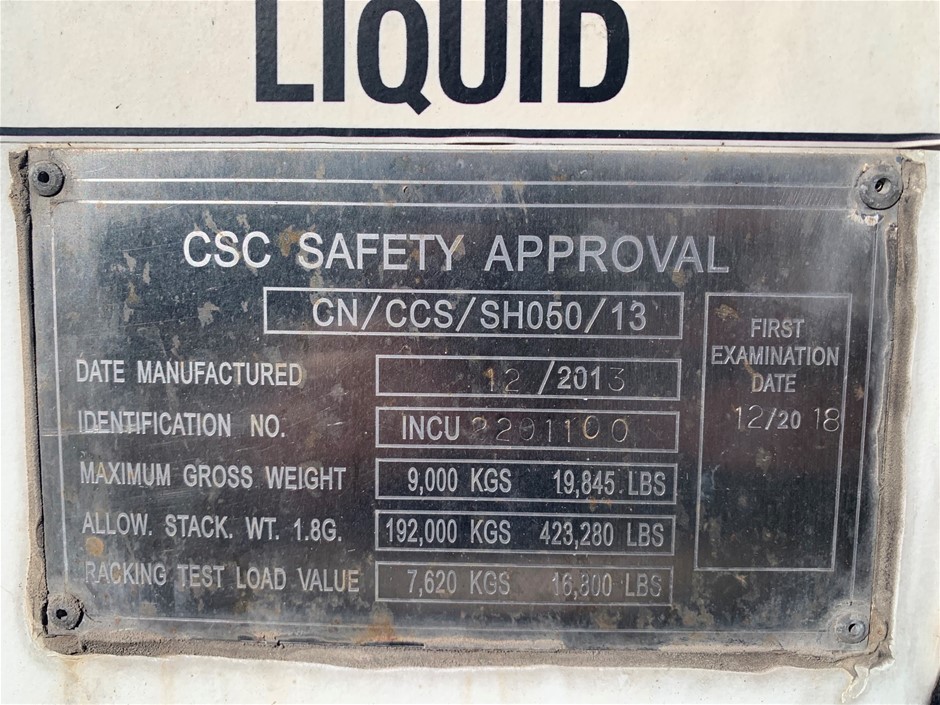 LIQUID
CSC SAFETY APPROVAL
CN/CCS/SH050/13
DATE MANUFACTURED 12 /2013
IDENTIFICATION NO. INCU 2201100
MAXIMUM GROSS WEIGHT 9,000 KGS 19,845 LBS
ALLOW. STACK. WT. 1.8G. 192,000 KGS 423,280 LBS
RACKING TEST LOAD VALUE 7,620 KGS 16,800 LBS
FIRST
EXAMINATION
DATE
12/20 18